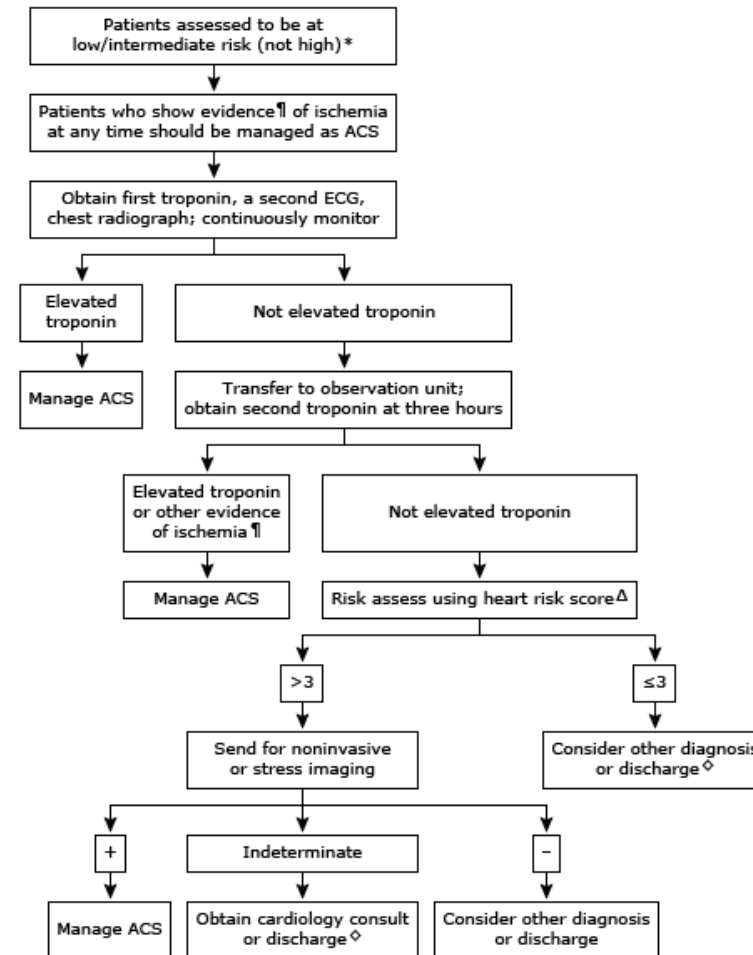 Patients assessed to be at
low/intermediate risk (not high)*
Patients who show evidence¶ of ischemia
at any time should be managed as ACS
Obtain first troponin, a second ECG,
chest radiograph; continuously monitor
Elevated
troponin
Not elevated troponin
Manage ACS
Transfer to observation unit;
obtain second troponin at three hours
Elevated troponin
or other evidence
of ischemia¶
Not elevated troponin
Manage ACS
Risk assess using heart risk scoreΔ
>3
≤3
Send for noninvasive
or stress imaging
Consider other diagnosis
or discharge◇
+
Indeterminate
–
Manage ACS
Obtain cardiology consult
or discharge◇
Consider other diagnosis
or discharge